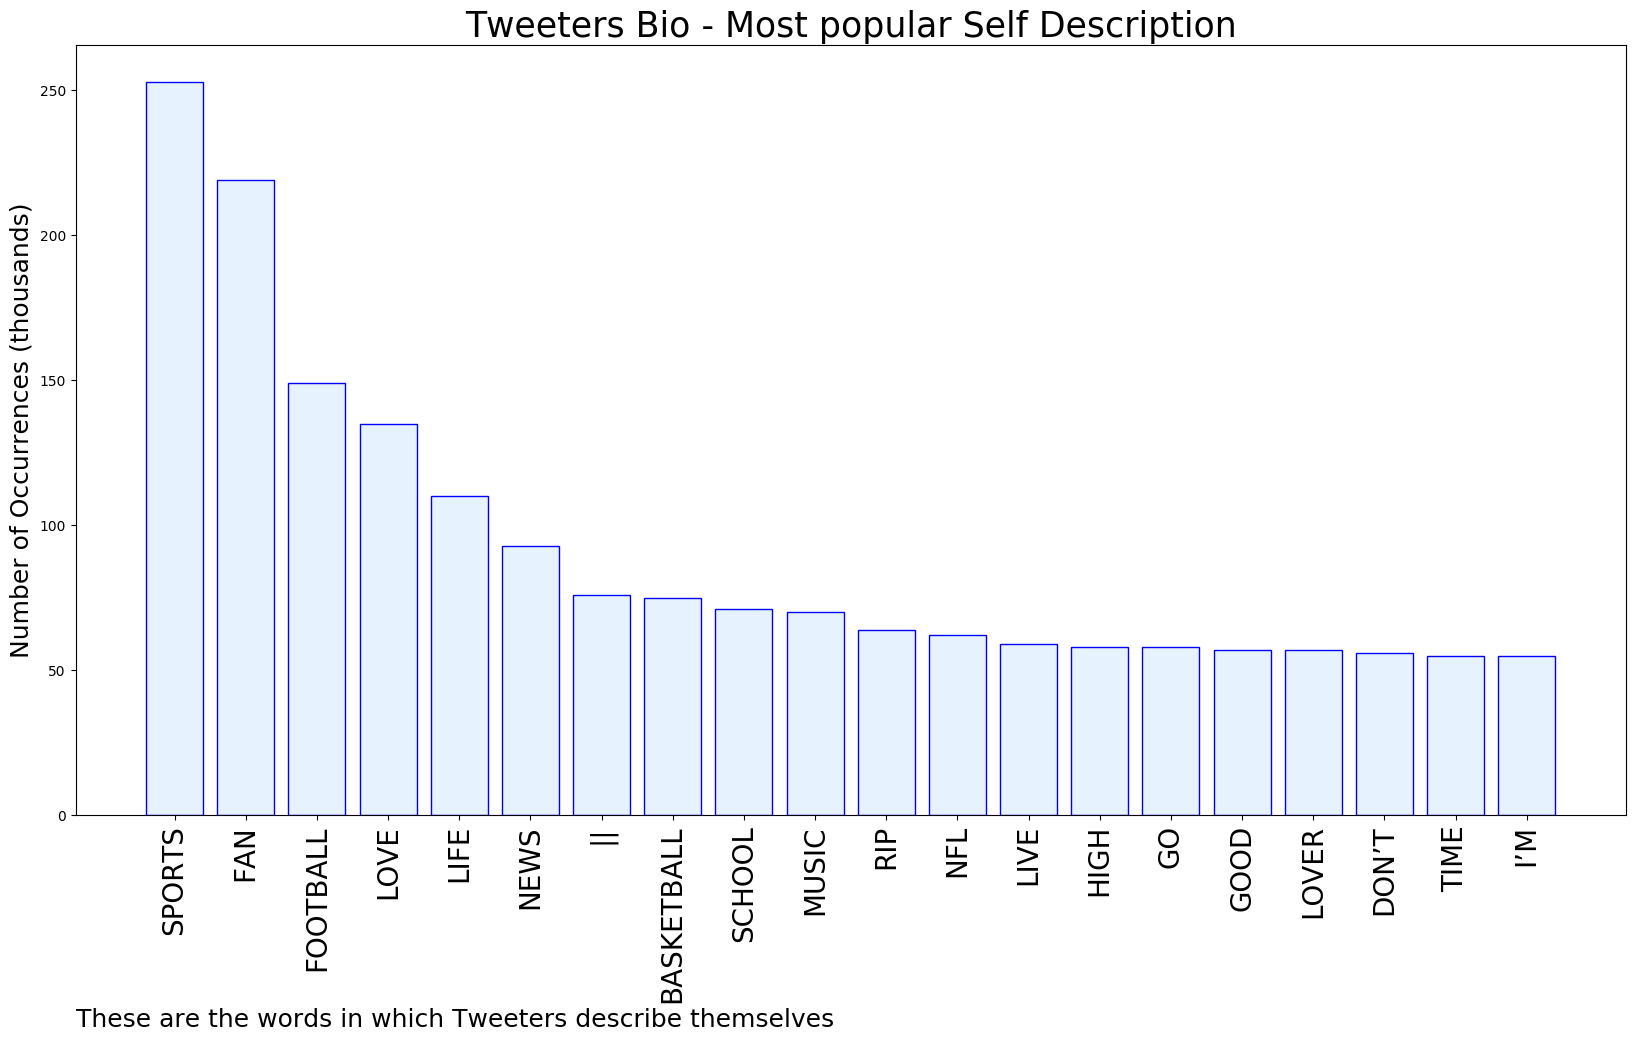 Tweeters Bio - Most popular Self Description
Number of Occurrences (thousands)
250
200
150
100
50
0
SPORTS
FAN
FOOTBALL
LOVE
LIFE
NEWS
||
BASKETBALL
SCHOOL
MUSIC
RIP
NFL
LIVE
HIGH
GO
GOOD
LOVER
DON’T
TIME
I’M
These are the words in which Tweeters describe themselves